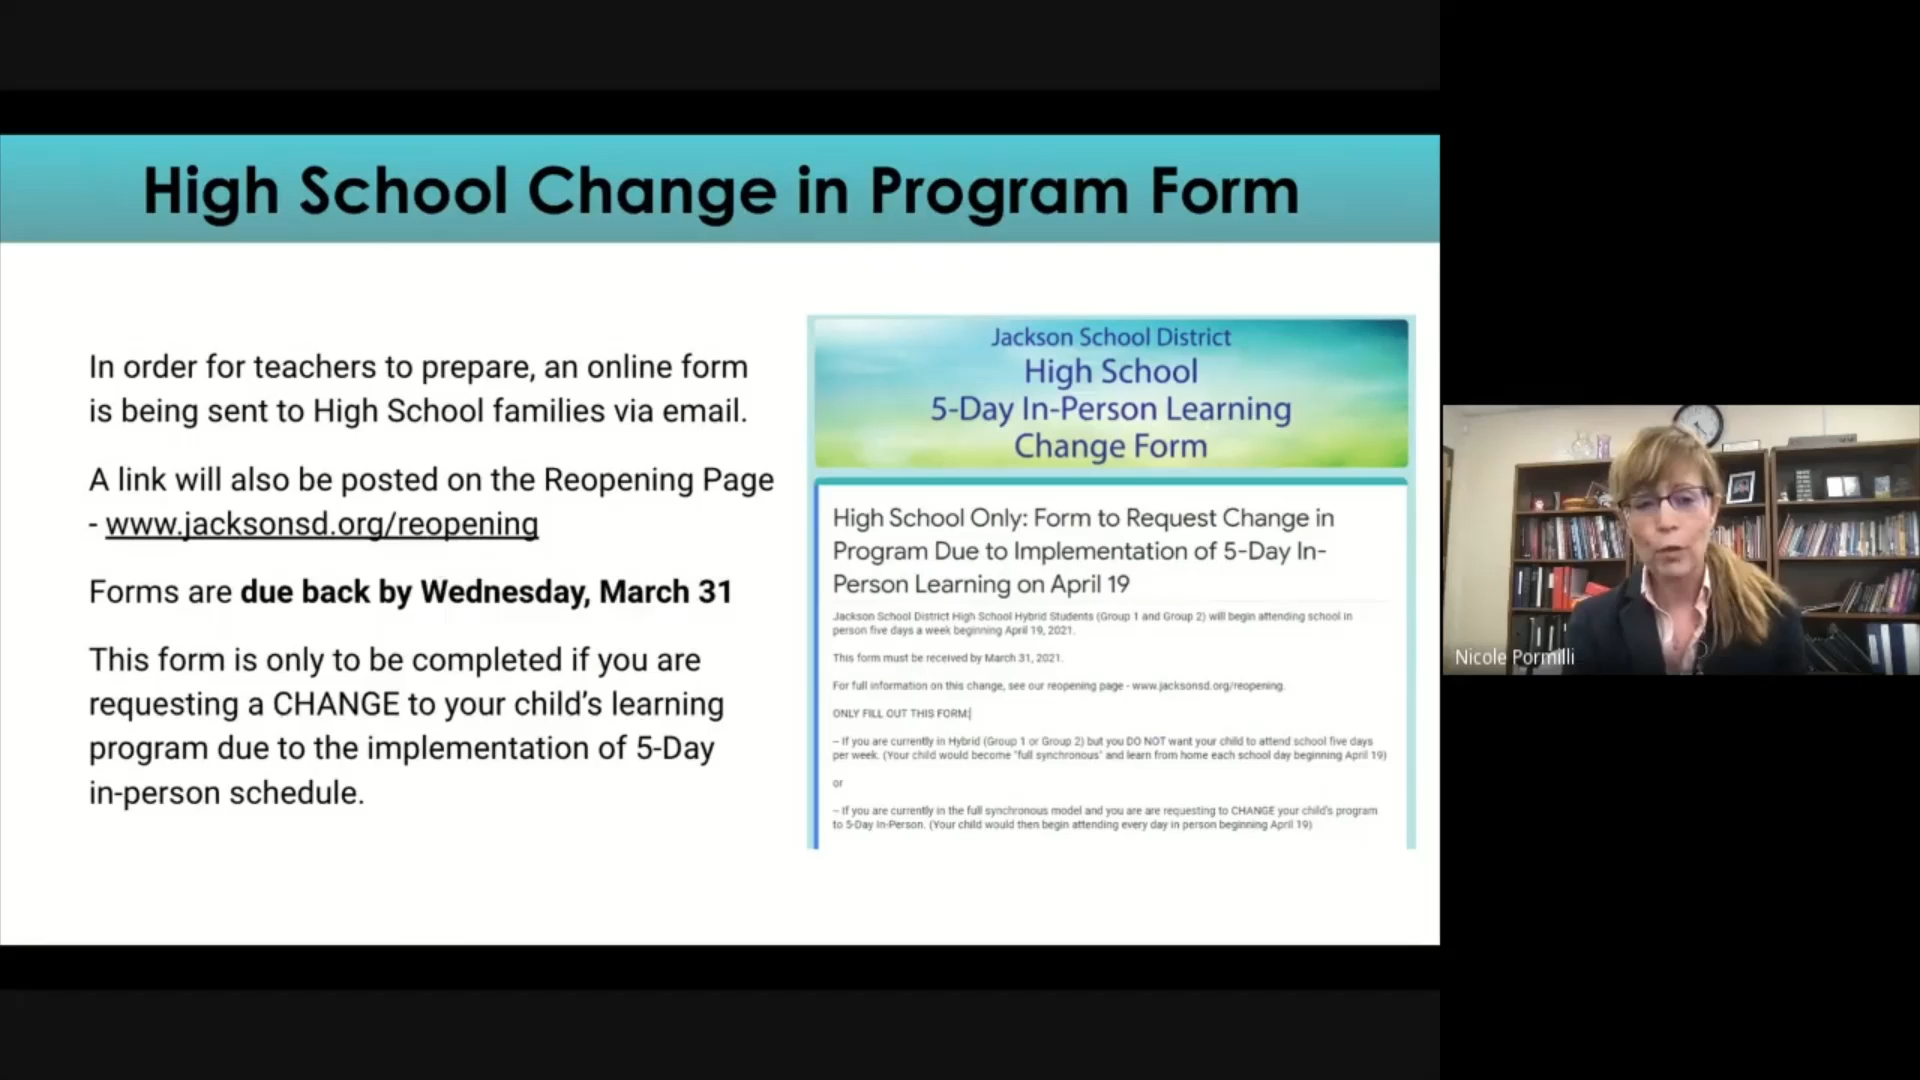 High School Change in Program Form
In order for teachers to prepare, an online form
is being sent to High School families via email.
A link will also be posted on the Reopening Page
- www.jacksonsd.org/reopening
Forms are due back by Wednesday, March 31
This form is only to be completed if you are
requesting a CHANGE to your child’s learning
program due to the implementation of 5-Day
in-person schedule.
Jackson School District
High School
5-Day In-Person Learning
Change Form
High School Only: Form to Request Change in
Program Due to Implementation of 5-Day In-
Person Learning on April 19
Jackson School District High School Hybrid Students (Group 1 and Group 2) will begin attending school in
person five days a week beginning April 19, 2021.
This form must be received by March 31, 2021.
For full information on this change, see our reopening page - www.jacksonsd.org/reopening.
ONLY FILL OUT THIS FORM:
-- If you are currently in Hybrid (Group 1 or Group 2) but you DO NOT want your child to attend school five days
per week. (Your child would become "full synchronous" and learn from home each school day beginning April 19)
or
-- If you are currently in the full synchronous model and you are are requesting to CHANGE your child's program
to 5-Day In-Person. (Your child would then begin attending every day in person beginning April 19)
Nicole Pormilli